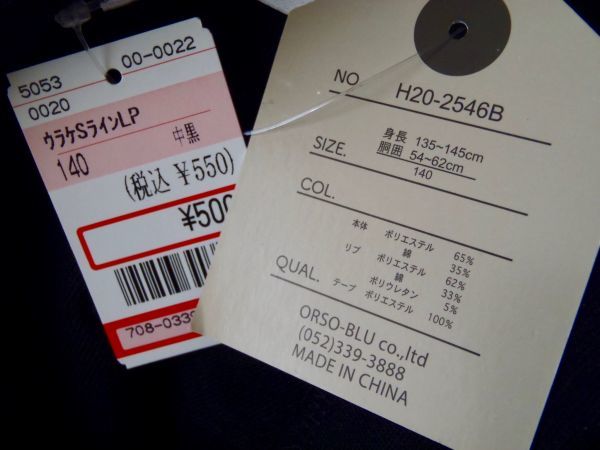 5053 00-0022
0020
ウラケSラインLP
140 中黒
(税込 ¥550)
¥500
708-0339
NO H20-2546B
SIZE. 身長 135~145cm
胴囲 54~62cm
140
COL.
QUAL.
本体 ポリエステル 65%
綿 35%
リブ ポリエステル 62%
綿 33%
ポリウレタン 5%
テープ ポリエステル 100%
ORSO-BLU co.,ltd
(052)339-3888
MADE IN CHINA